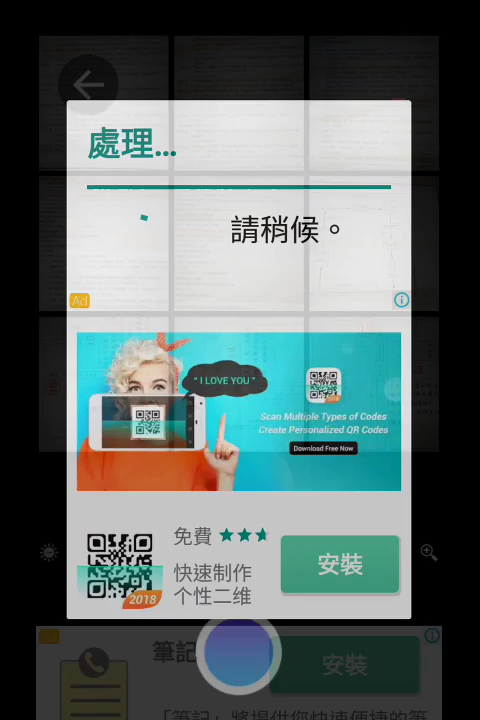 處理...
請稍候。
Ad
" I LOVE YOU "
Scan Multiple Types of Codes
Create Personalized QR Codes
Download Free Now
免費
快速制作
个性二维
2018
安裝
筆記
安裝
「筆記」將提供您快速便捷的筆